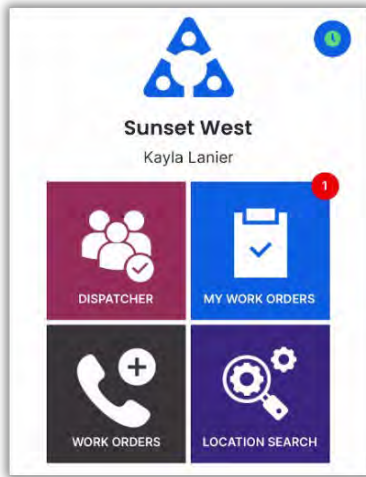 Sunset West
Kayla Lanier
1
DISPATCHER
MY WORK ORDERS
WORK ORDERS
LOCATION SEARCH